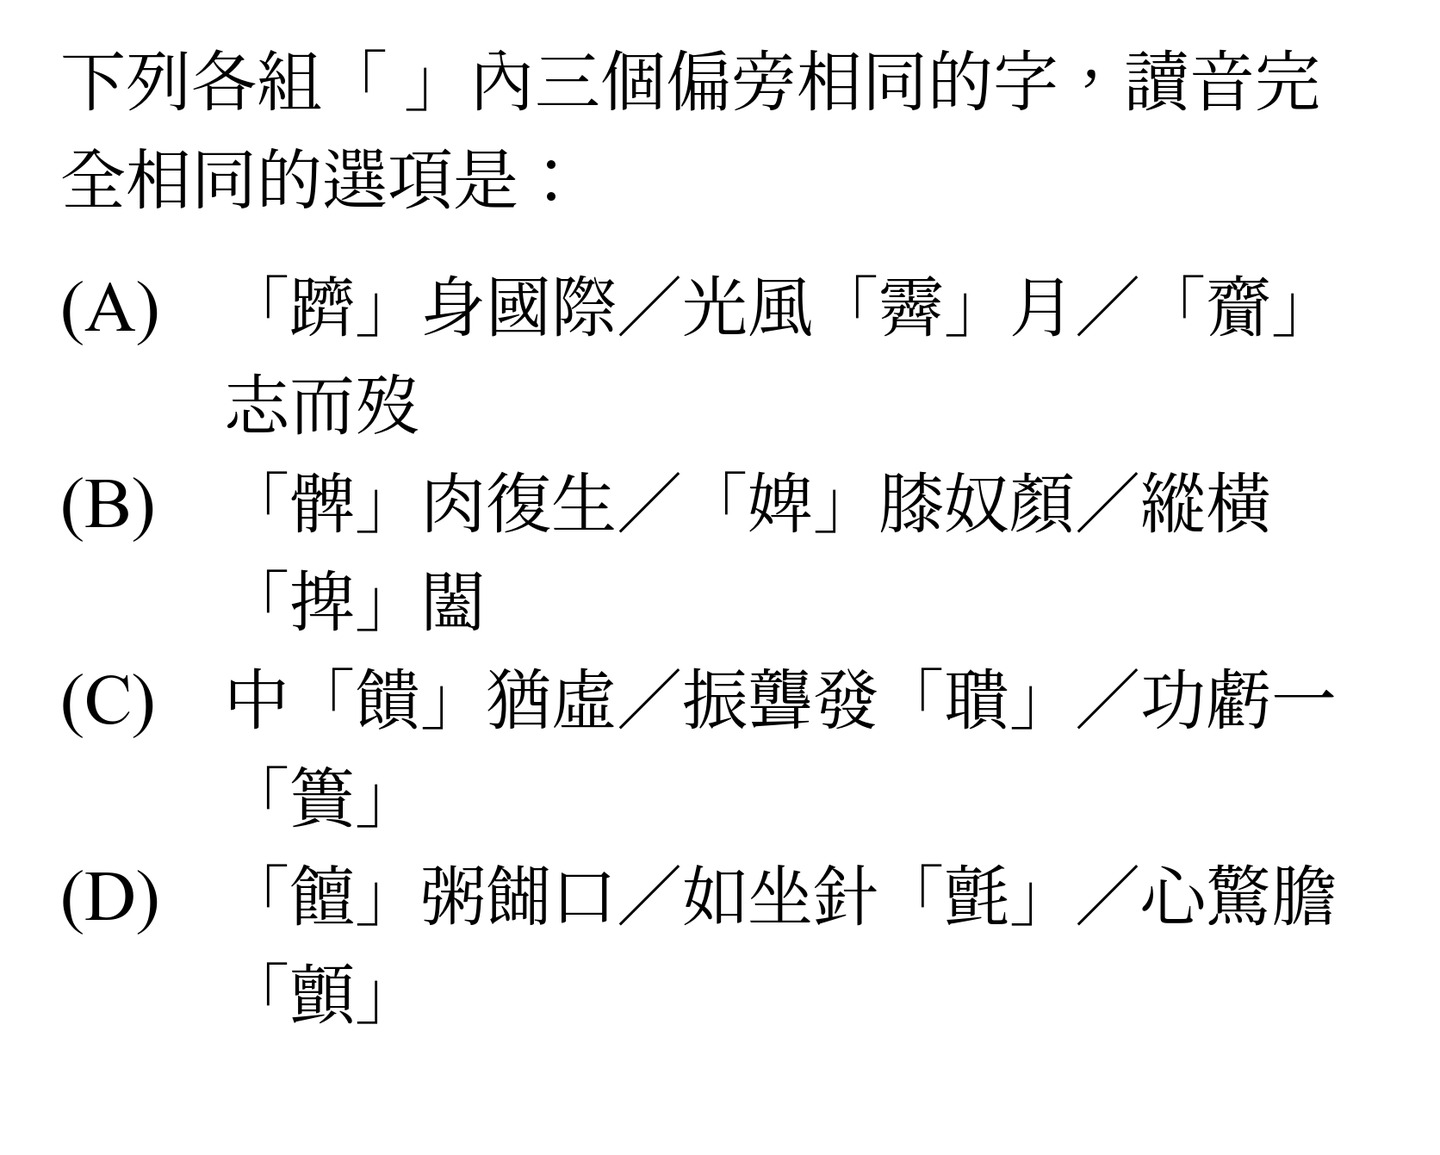 下列各組「 」內三個偏旁相同的字，讀音完
全相同的選項是：
(A) 「躋」身國際／光風「霽」月／「齎」
志而歿
(B) 「髀」肉復生／「婢」膝奴顏／縱橫
「捭」闔
(C) 中「饋」猶虛／振聾發「聵」／功虧一
「簣」
(D) 「饘」粥餬口／如坐針「氈」／心驚膽
「顫」